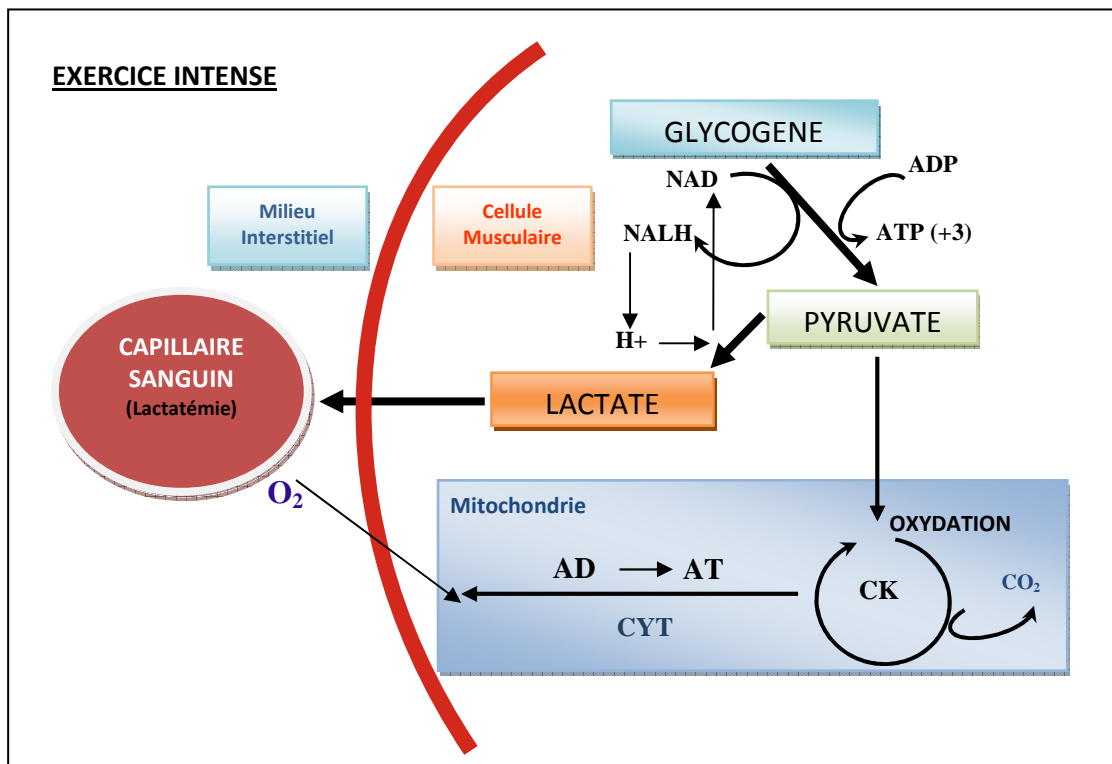 EXERCICE INTENSE
GLYCOGENE
NAD
ADP
Milieu
Interstitiel
Cellule
Musculaire
NALH
ATP (+3)
CAPILLAIRE
SANGUIN
(Lactatémie)
H+
PYRUVATE
LACTATE
O₂
Mitochondrie
OXYDATION
AD
AT
CK
CO₂
CYT